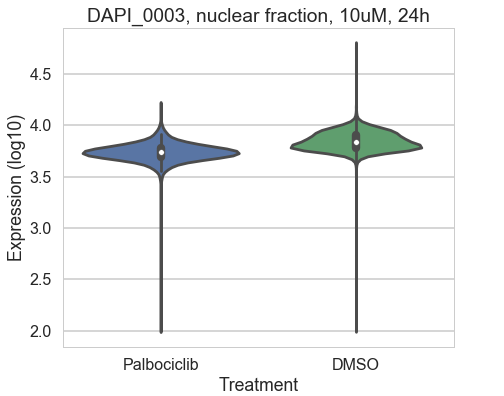 DAPI_0003, nuclear fraction, 10uM, 24h
Expression (log10)
4.5
4.0
3.5
3.0
2.5
2.0
Palbociclib DMSO
Treatment